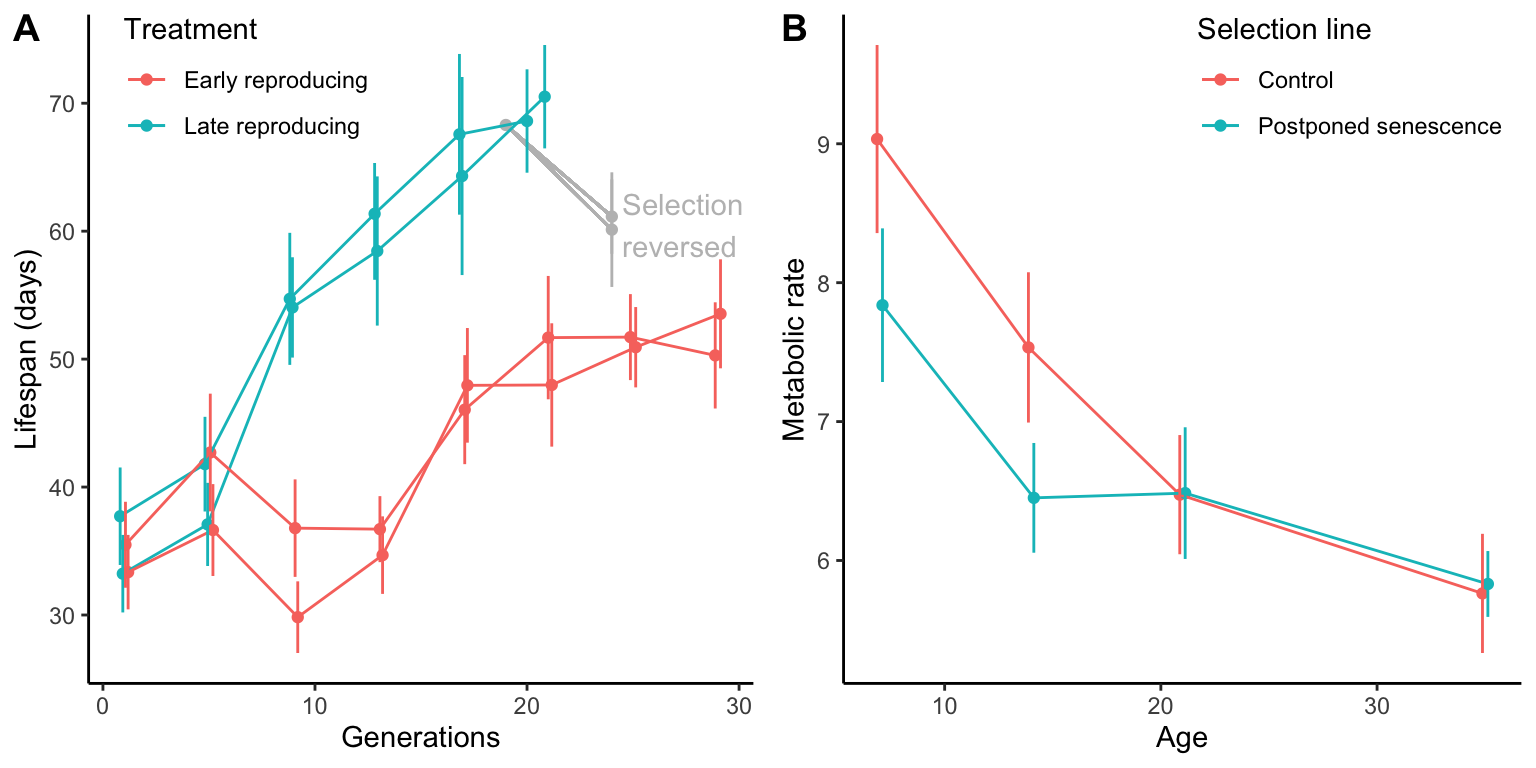 A
Treatment
Early reproducing
Late reproducing
Selection
reversed
Lifespan (days)
70
60
50
40
30
0
10
20
30
Generations
B
Selection line
Control
Postponed senescence
Metabolic rate
9
8
7
6
10
20
30
Age